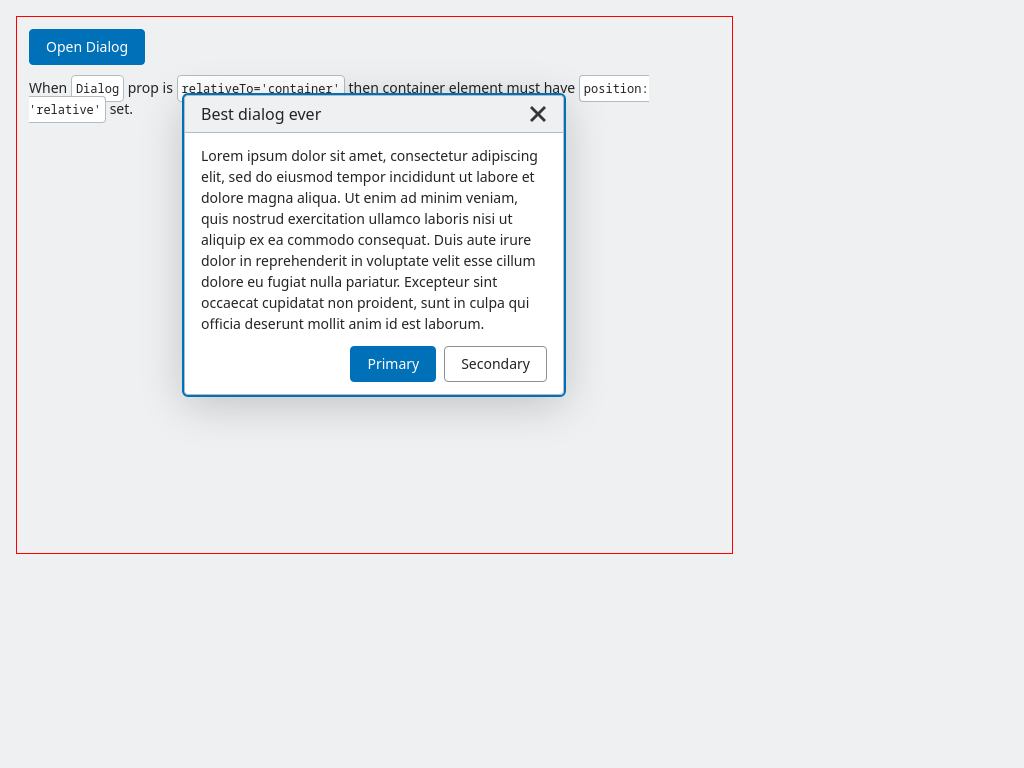 Open Dialog
When Dialog prop is relativeTo='container' then container element must have position:
'relative' set.
Best dialog ever
Lorem ipsum dolor sit amet, consectetur adipiscing
elit, sed do eiusmod tempor incididunt ut labore et
dolore magna aliqua. Ut enim ad minim veniam,
quis nostrud exercitation ullamco laboris nisi ut
aliquip ex ea commodo consequat. Duis aute irure
dolor in reprehenderit in voluptate velit esse cillum
dolore eu fugiat nulla pariatur. Excepteur sint
occaecat cupidatat non proident, sunt in culpa qui
officia deserunt mollit anim id est laborum.
Primary Secondary